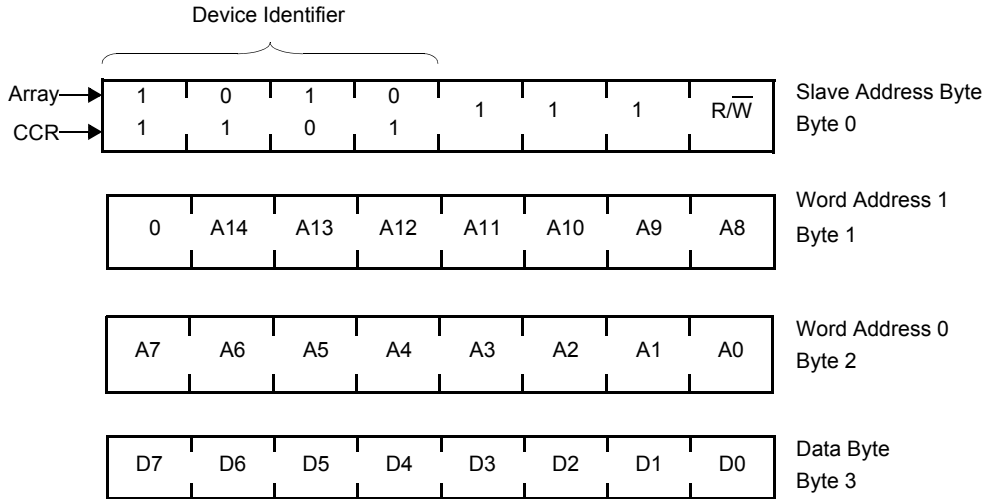 Device Identifier
Array 1 0 1 0 1 1 1 R/W̅ Slave Address Byte
CCR 1 1 0 1 Byte 0
Word Address 1
0 A14 A13 A12 A11 A10 A9 A8 Byte 1
Word Address 0
A7 A6 A5 A4 A3 A2 A1 A0 Byte 2
Data Byte
D7 D6 D5 D4 D3 D2 D1 D0 Byte 3